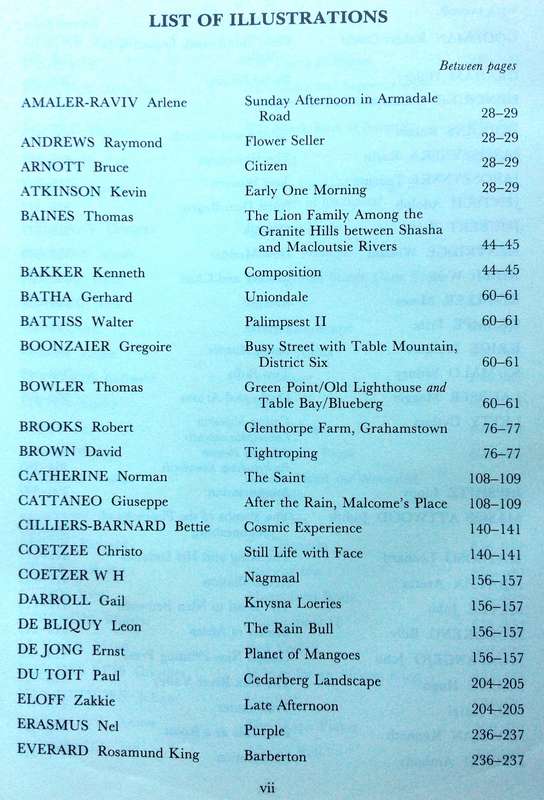 LIST OF ILLUSTRATIONS
Between pages
AMALER-RAVIV Arlene Sunday Afternoon in Armadale
Road 28–29
ANDREWS Raymond Flower Seller 28–29
ARNOTT Bruce Citizen 28–29
ATKINSON Kevin Early One Morning 28–29
BAINES Thomas The Lion Family Among the
Granite Hills between Shasha
and Macloutsie Rivers 44–45
BAKKER Kenneth Composition 44–45
BATHA Gerhard Uniondale 60–61
BATTISS Walter Palimpsest II 60–61
BOONZAIER Gregoire Busy Street with Table Mountain,
District Six 60–61
BOWLER Thomas Green Point/Old Lighthouse and
Table Bay/Blueberg 60–61
BROOKS Robert Glenthorpe Farm, Grahamstown 76–77
BROWN David Tightroping 76–77
CATHERINE Norman The Saint 108–109
CATTANEO Giuseppe After the Rain, Malcome's Place 108–109
CILLIERS-BARNARD Bettie Cosmic Experience 140–141
COETZEE Christo Still Life with Face 140–141
COETZER W H Nagmaal 156–157
DARROLL Gail Knysna Loeries 156–157
DE BLIQUY Leon The Rain Bull 156–157
DE JONG Ernst Planet of Mangoes 156–157
DU TOIT Paul Cedarberg Landscape 204–205
ELOFF Zakkie Late Afternoon 204–205
ERASMUS Nel Purple 236–237
EVERARD Rosamund King Barberton 236–237
vii